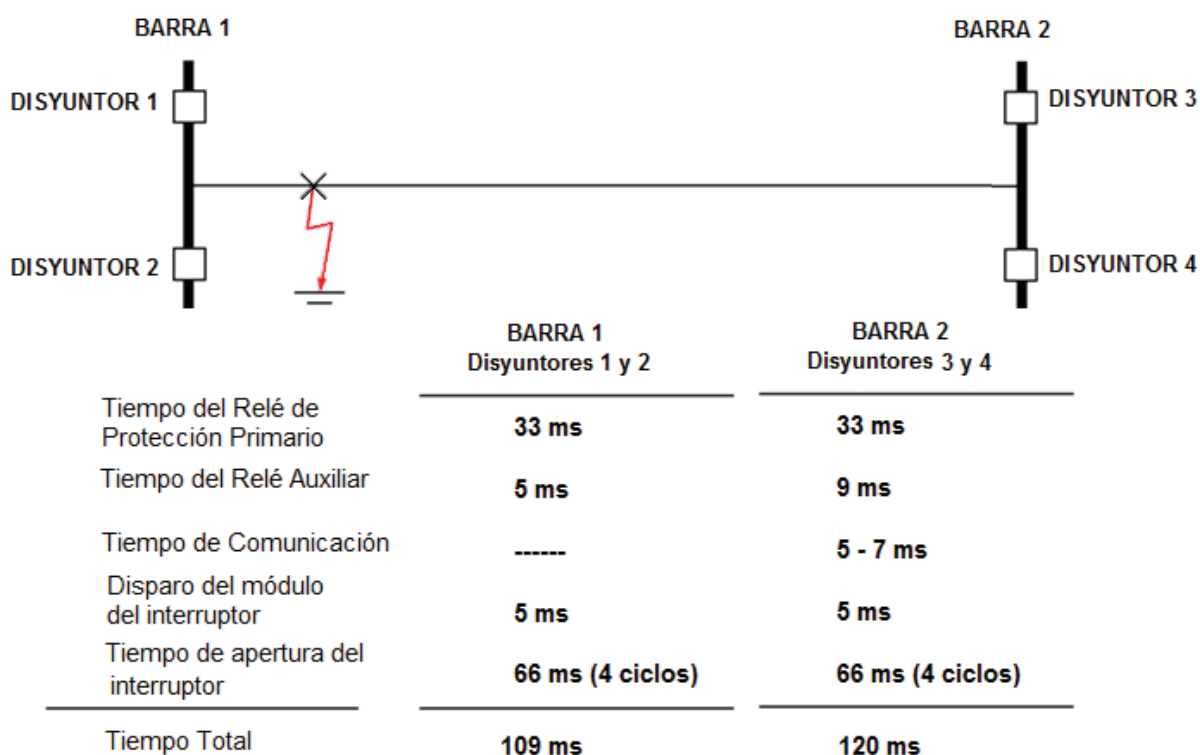 BARRA 1
BARRA 2
DISYUNTOR 1
DISYUNTOR 3
DISYUNTOR 2
DISYUNTOR 4
BARRA 1
Disyuntores 1 y 2
BARRA 2
Disyuntores 3 y 4
Tiempo del Relé de
Protección Primario
33 ms
33 ms
Tiempo del Relé Auxiliar
5 ms
9 ms
Tiempo de Comunicación
------
5 - 7 ms
Disparo del módulo
del interruptor
5 ms
5 ms
Tiempo de apertura del
interruptor
66 ms (4 ciclos)
66 ms (4 ciclos)
Tiempo Total
109 ms
120 ms